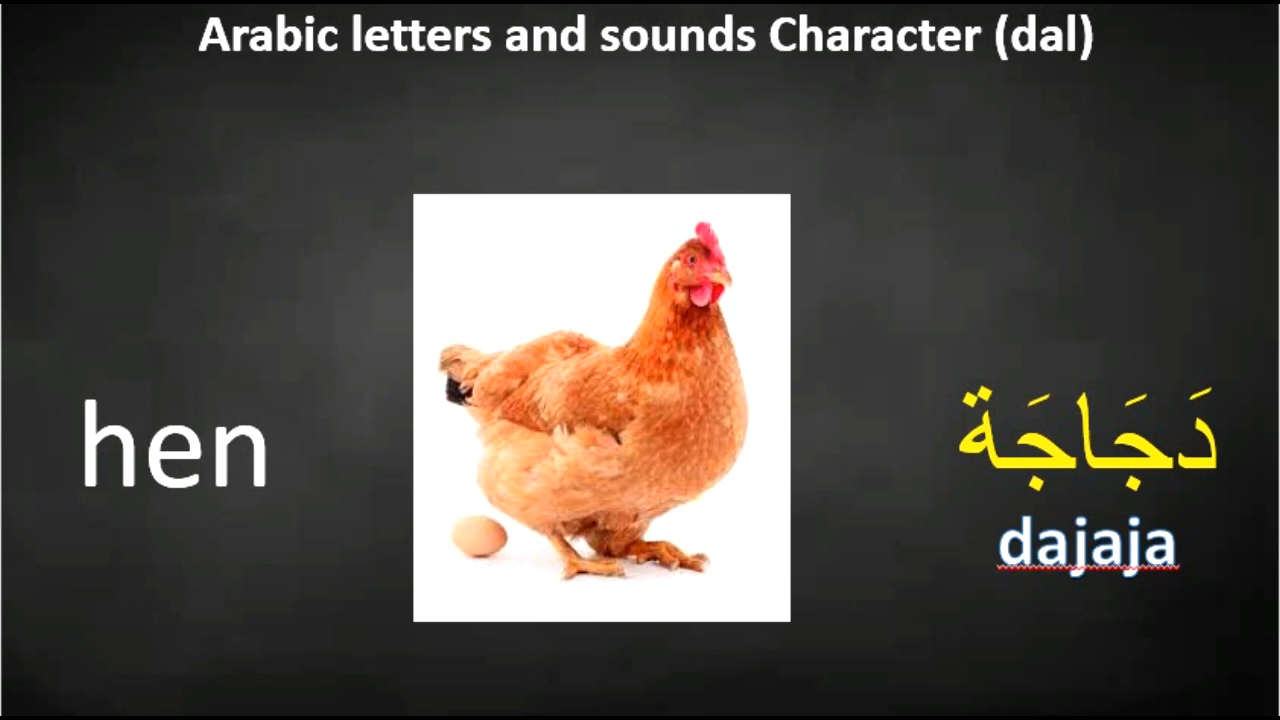 Arabic letters and sounds Character (dal)
hen
دَجَاجَة
dajaja